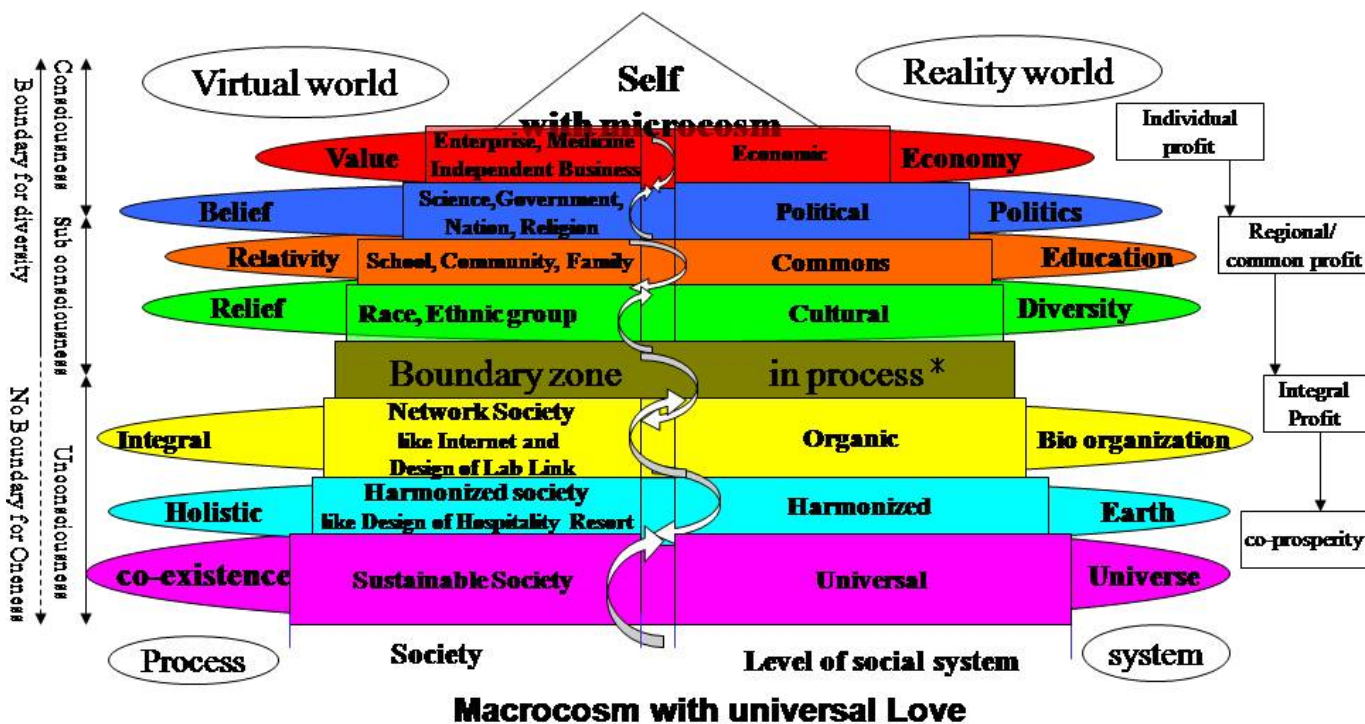 Virtual world
Reality world
Self
with microcosm
Consciousness
Sub consciousness
Unconsciousness
Boundary for diversity
No Boundary for Oneness
Value
Enterprise, Medicine
Independent Business
Economic
Economy
Belief
Science,Government,
Nation, Religion
Political
Politics
Relativity
School, Community, Family
Commons
Education
Relief
Race, Ethnic group
Cultural
Diversity
Boundary zone
in process*
Integral
Network Society
like Internet and
Design of Lab Link
Organic
Bio organization
Holistic
Harmonized society
like Design of Hospitality Resort
Harmonized
Earth
co-existence
Sustainable Society
Universal
Universe
Individual
profit
Regional/
common profit
Integral
Profit
co-prosperity
Process
Society
Level of social system
system
Macrocosm with universal Love